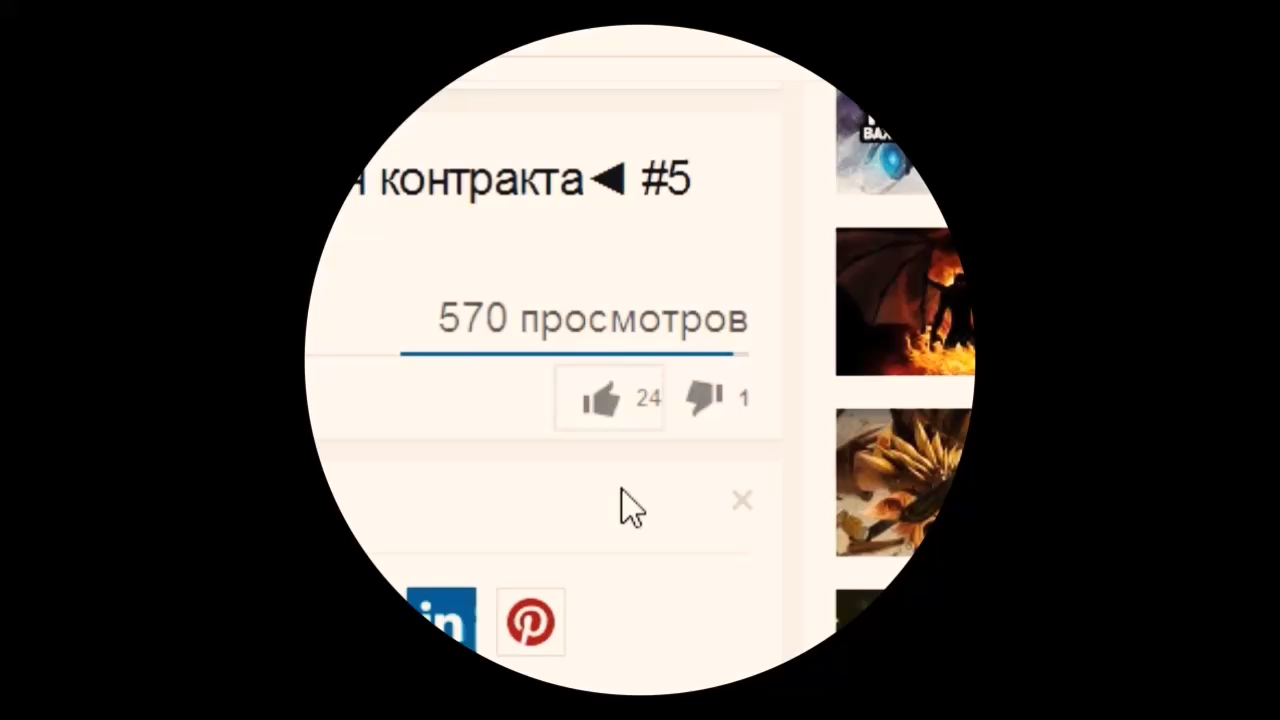 контракта◄ #5
570 просмотров
24 1
in